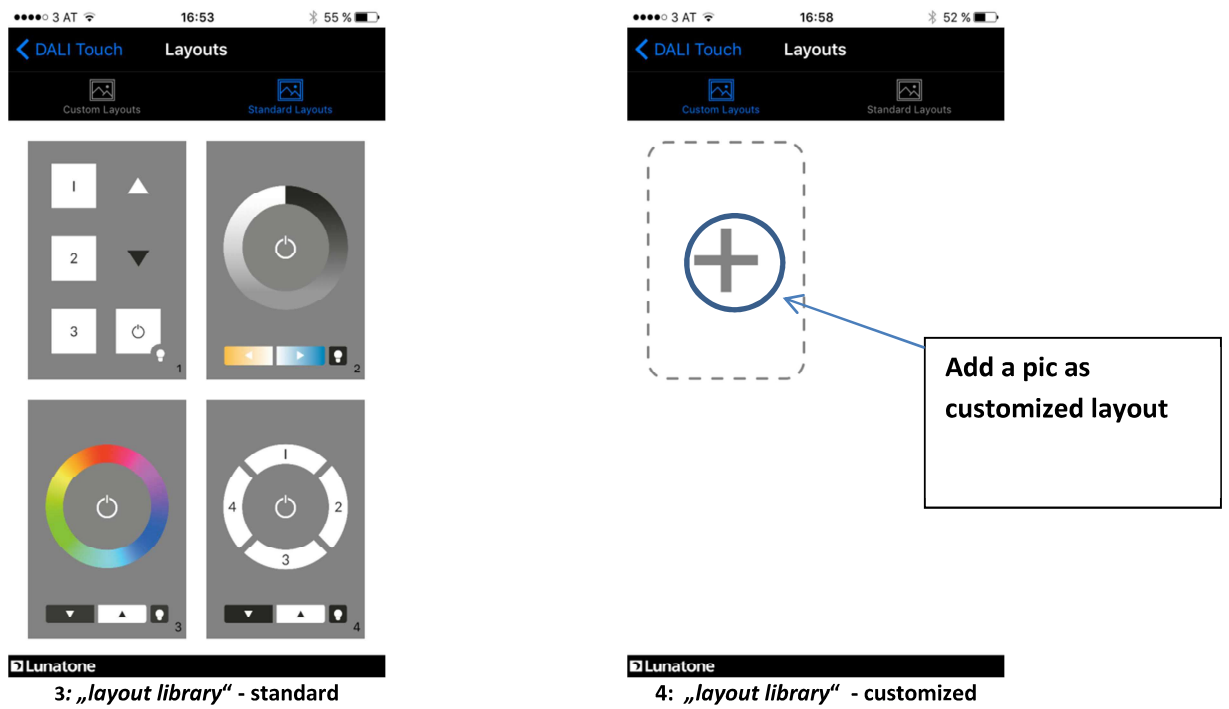 3 AT 16:53 55 %
DALI Touch Layouts
Custom Layouts Standard Layouts
I
2
3
1
2
3
I
4 2
3
4
Lunatone
3: „layout library“ - standard
3 AT 16:58 52 %
DALI Touch Layouts
Custom Layouts Standard Layouts
Add a pic as
customized layout
Lunatone
4: „layout library“ - customized